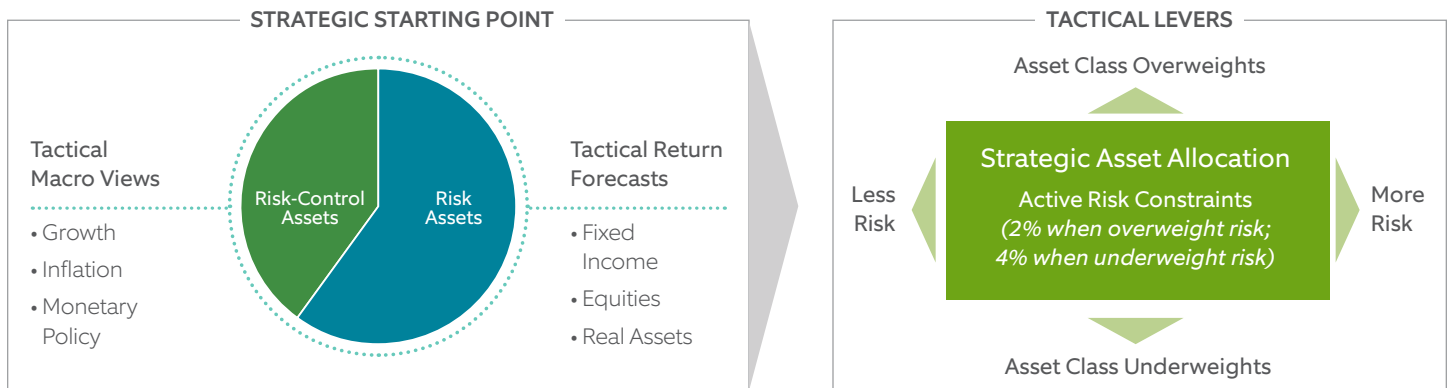 STRATEGIC STARTING POINT
Tactical
Macro Views
• Growth
• Inflation
• Monetary
Policy
Risk-Control
Assets
Risk
Assets
Tactical Return
Forecasts
• Fixed
Income
• Equities
• Real Assets
TACTICAL LEVERS
Asset Class Overweights
Less
Risk
Strategic Asset Allocation
Active Risk Constraints
(2% when overweight risk;
4% when underweight risk)
More
Risk
Asset Class Underweights